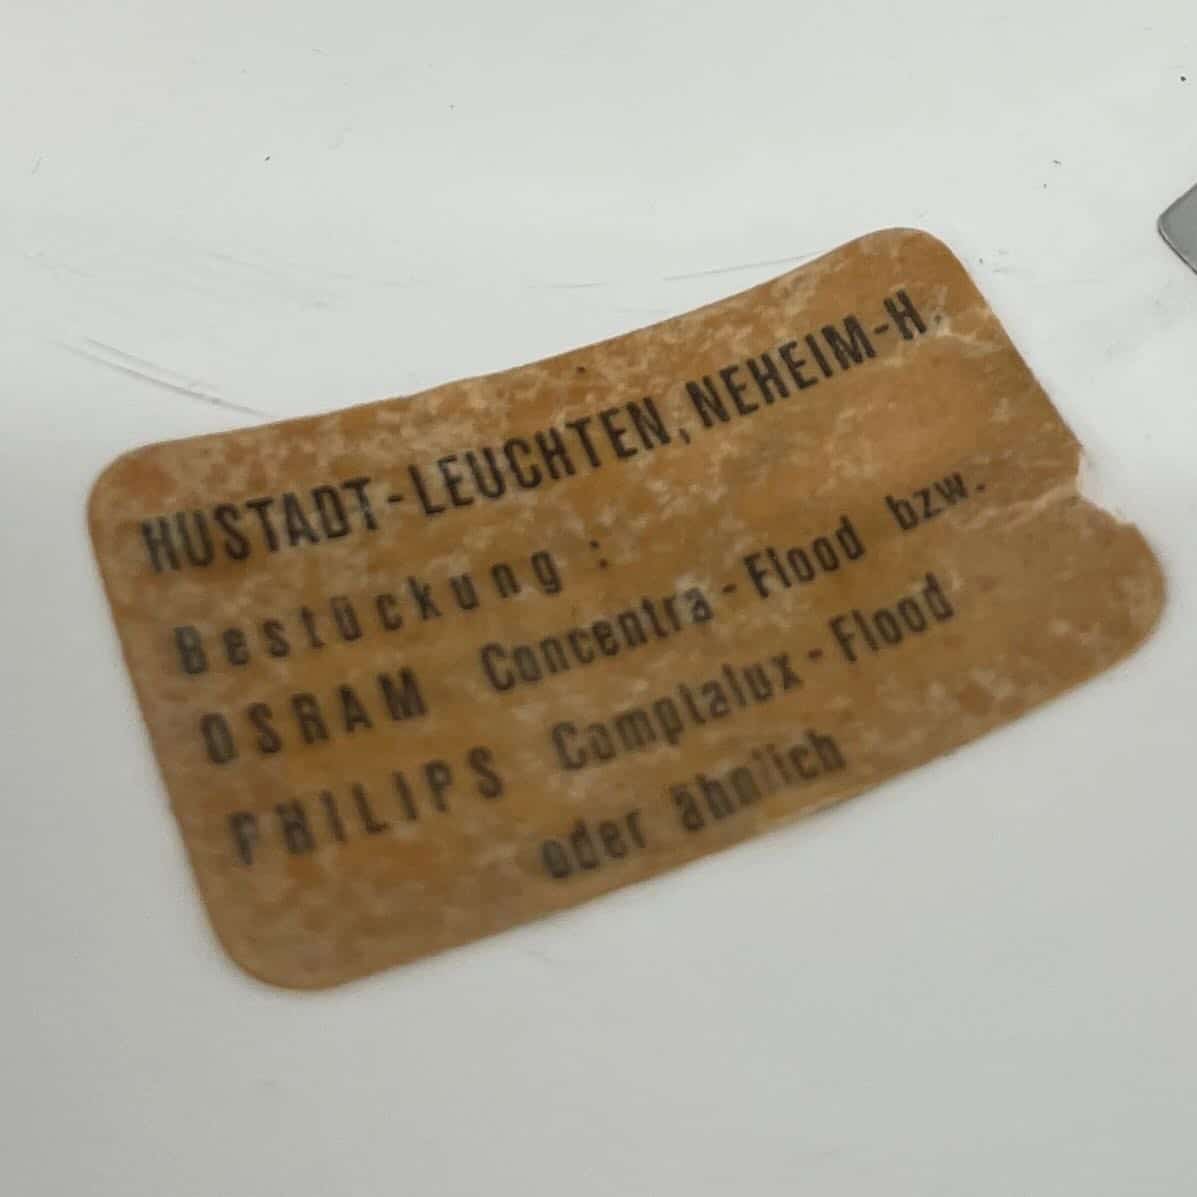 HUSTADT-LEUCHTEN, NEHEIM-H.
Bestückung :
OSRAM Concentra-Flood bzw.
PHILIPS Comptalux-Flood
oder ähnlich